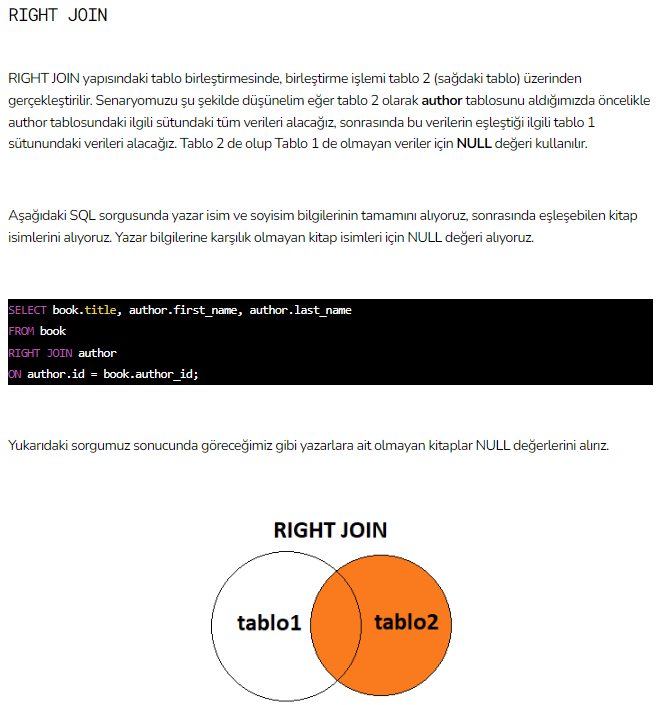 RIGHT JOIN
RIGHT JOIN yapısındaki tablo birleştirmesinde, birleştirme işlemi tablo 2 (sağdaki tablo) üzerinden
gerçekleştirilir. Senaryomuzu şu şekilde düşünelim eğer tablo 2 olarak author tablosunu aldığımızda öncelikle
author tablosundaki ilgili sütundaki tüm verileri alacağız, sonrasında bu verilerin eşleştiği ilgili tablo 1
sütunundaki verileri alacağız. Tablo 2 de olup Tablo 1 de olmayan veriler için NULL değeri kullanılır.
Aşağıdaki SQL sorgusunda yazar isim ve soyisim bilgilerinin tamamını alıyoruz, sonrasında eşleşebilen kitap
isimlerini alıyoruz. Yazar bilgilerine karşılık olmayan kitap isimleri için NULL değeri alıyoruz.
SELECT book.title, author.first_name, author.last_name
FROM book
RIGHT JOIN author
ON author.id = book.author_id;
Yukarıdaki sorgumuz sonucunda göreceğimiz gibi yazarlara ait olmayan kitaplar NULL değerlerini alırız.
RIGHT JOIN
tablo1 tablo2